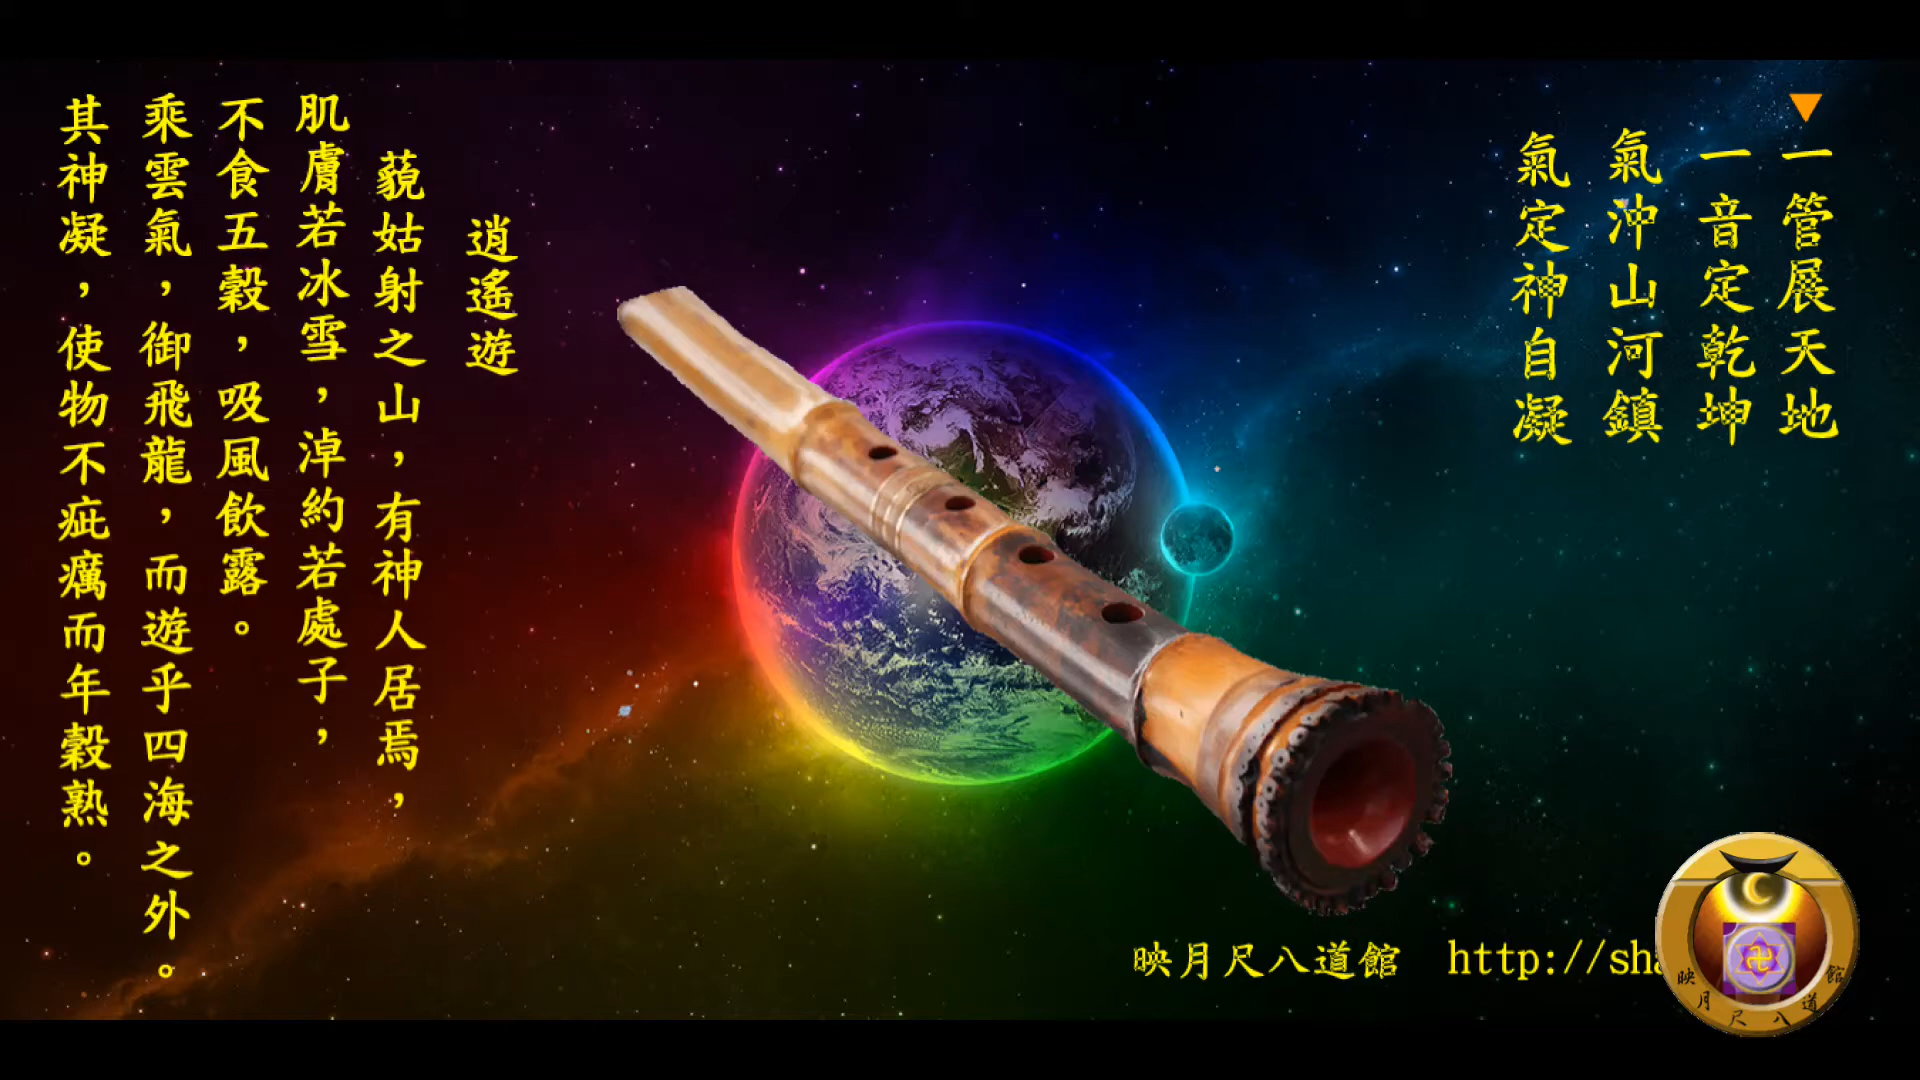 一管展天地
一音定乾坤
氣沖山河鎮
氣定神自凝
逍遙遊
藐姑射之山，有神人居焉，
肌膚若冰雪，淖約若處子，
不食五穀，吸風飲露。
乘雲氣，御飛龍，而遊乎四海之外。
其神凝，使物不疵癘而年穀熟。
映月尺八道館 http://sha
映月尺八道館